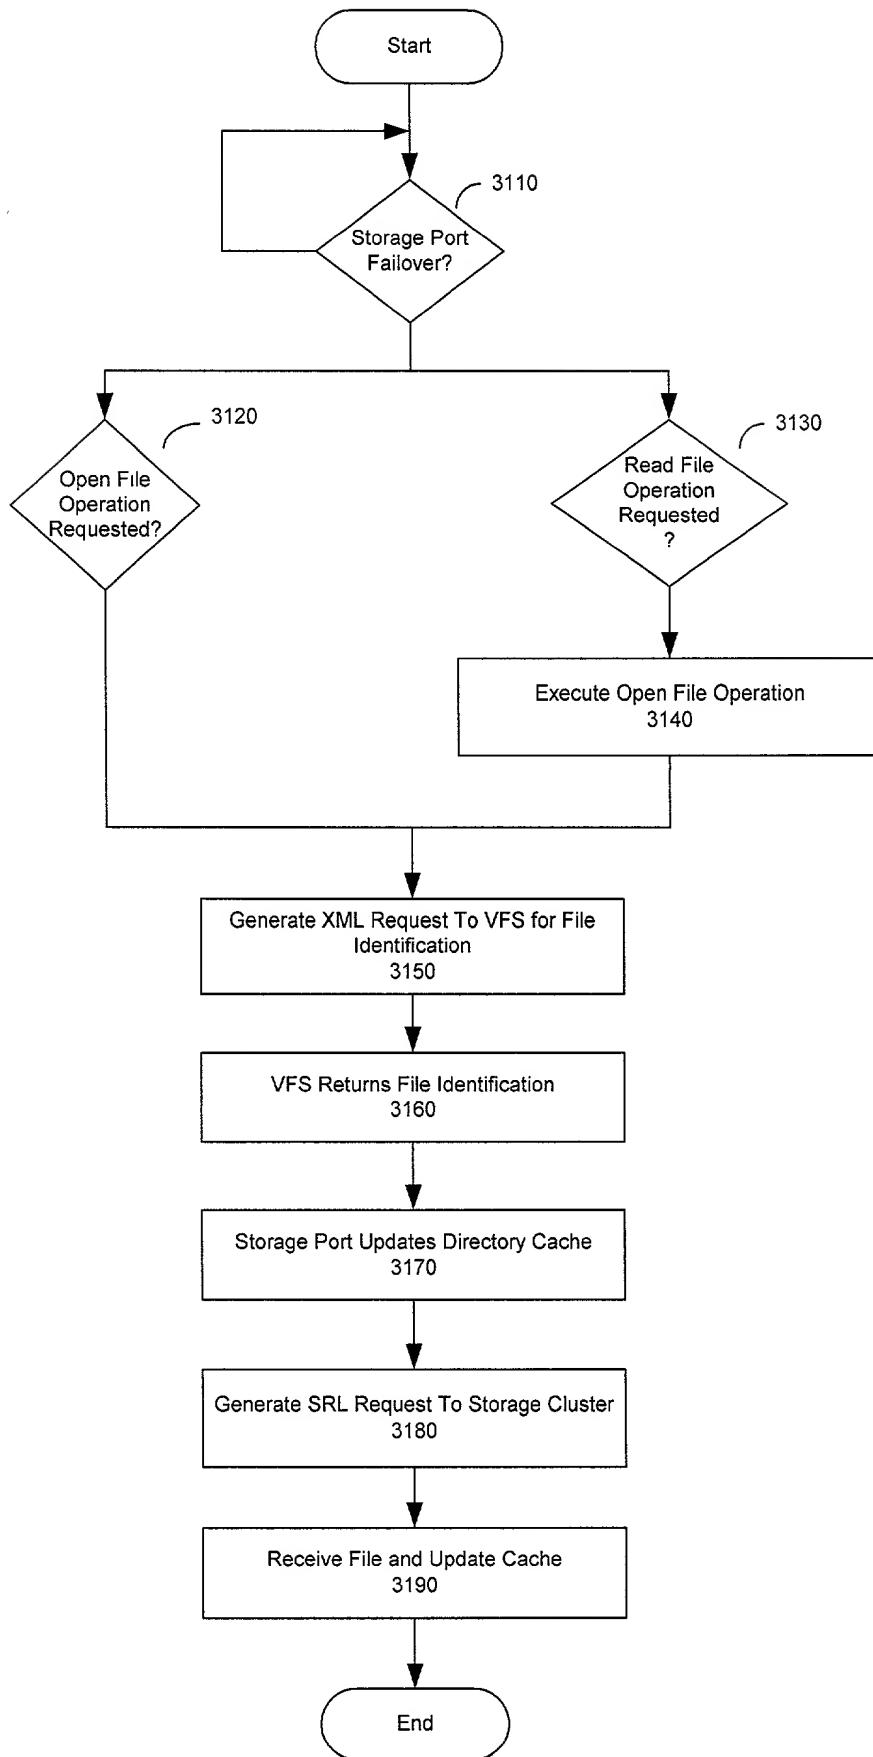 Start
3110
Storage Port
Failover?
3120
3130
Open File
Operation
Requested?
Read File
Operation
Requested
?
Execute Open File Operation
3140
Generate XML Request To VFS for File
Identification
3150
VFS Returns File Identification
3160
Storage Port Updates Directory Cache
3170
Generate SRL Request To Storage Cluster
3180
Receive File and Update Cache
3190
End